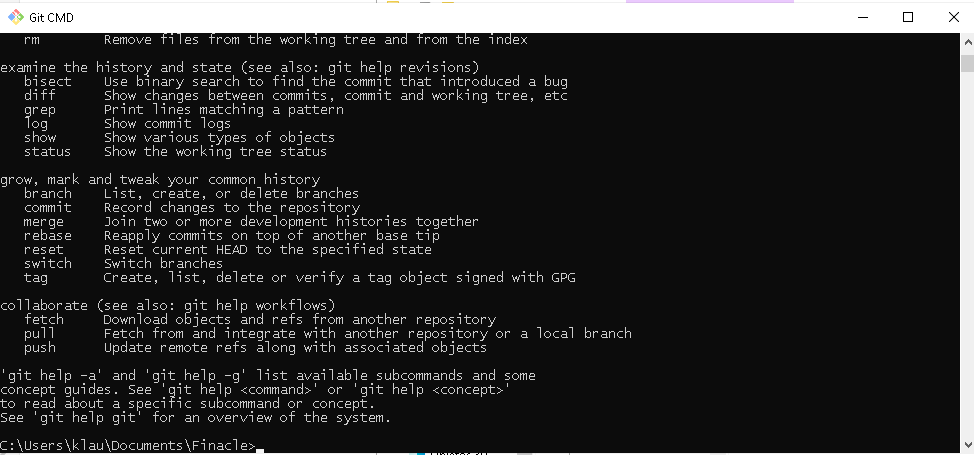 Git CMD
rm Remove files from the working tree and from the index
examine the history and state (see also: git help revisions)
bisect Use binary search to find the commit that introduced a bug
diff Show changes between commits, commit and working tree, etc
grep Print lines matching a pattern
log Show commit logs
show Show various types of objects
status Show the working tree status
grow, mark and tweak your common history
branch List, create, or delete branches
commit Record changes to the repository
merge Join two or more development histories together
rebase Reapply commits on top of another base tip
reset Reset current HEAD to the specified state
switch Switch branches
tag Create, list, delete or verify a tag object signed with GPG
collaborate (see also: git help workflows)
fetch Download objects and refs from another repository
pull Fetch from and integrate with another repository or a local branch
push Update remote refs along with associated objects
'git help -a' and 'git help -g' list available subcommands and some
concept guides. See 'git help <command>' or 'git help <concept>'
to read about a specific subcommand or concept.
See 'git help git' for an overview of the system.
C:\Users\klau\Documents\Finacle>